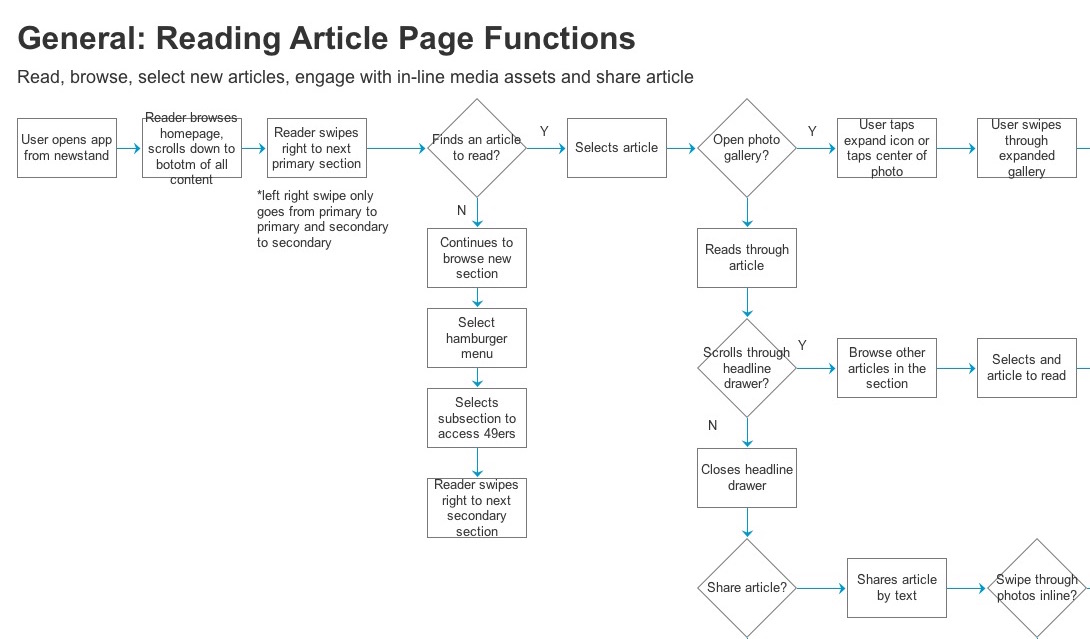 General: Reading Article Page Functions
Read, browse, select new articles, engage with in-line media assets and share article
User opens app
from newstand
Reader browses
homepage,
scrolls down to
bototm of all
content
Reader swipes
right to next
primary section
*left right swipe only
goes from primary to
primary and secondary
to secondary
Finds an article
to read?
Y
N
Selects article
Open photo
gallery?
Y
User taps
expand icon or
taps center of
photo
User swipes
through
expanded
gallery
Continues to
browse new
section
Select
hamburger
menu
Selects
subsection to
access 49ers
Reader swipes
right to next
secondary
section
Reads through
article
Scrolls through
headline
drawer?
Y
N
Browse other
articles in the
section
Selects and
article to read
Closes headline
drawer
Share article?
Shares article
by text
Swipe through
photos inline?